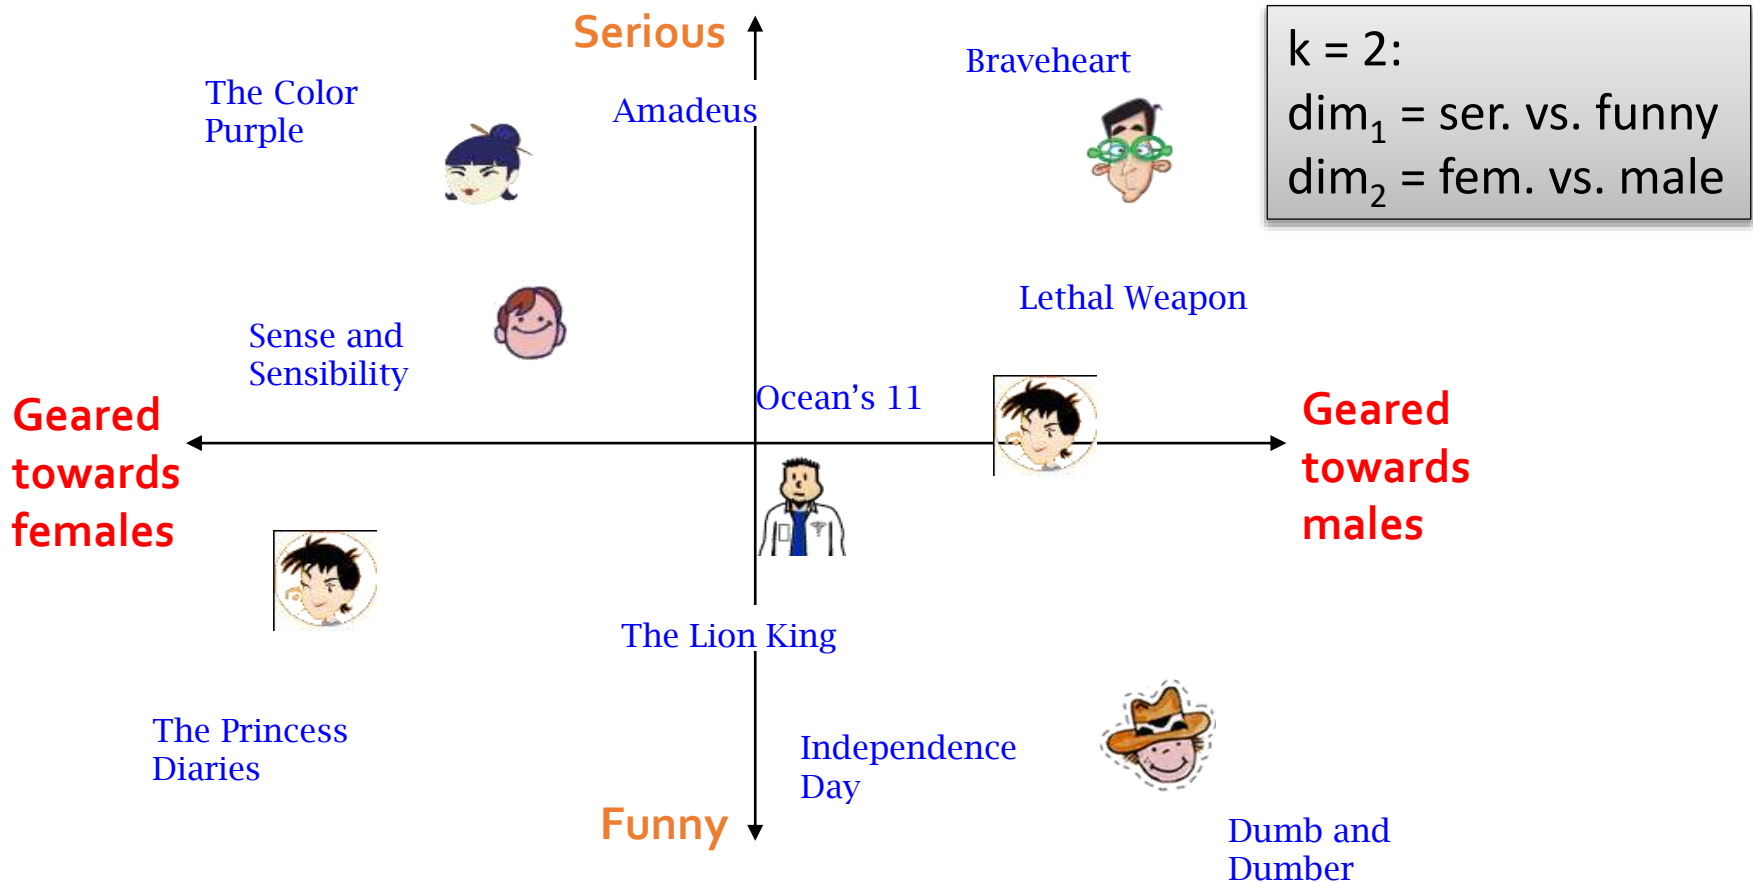 Serious
Braveheart
k = 2:
dim₁ = ser. vs. funny
dim₂ = fem. vs. male
The Color
Purple
Amadeus
Lethal Weapon
Sense and
Sensibility
Ocean’s 11
Geared
towards
females
Geared
towards
males
The Lion King
The Princess
Diaries
Independence
Day
Funny
Dumb and
Dumber